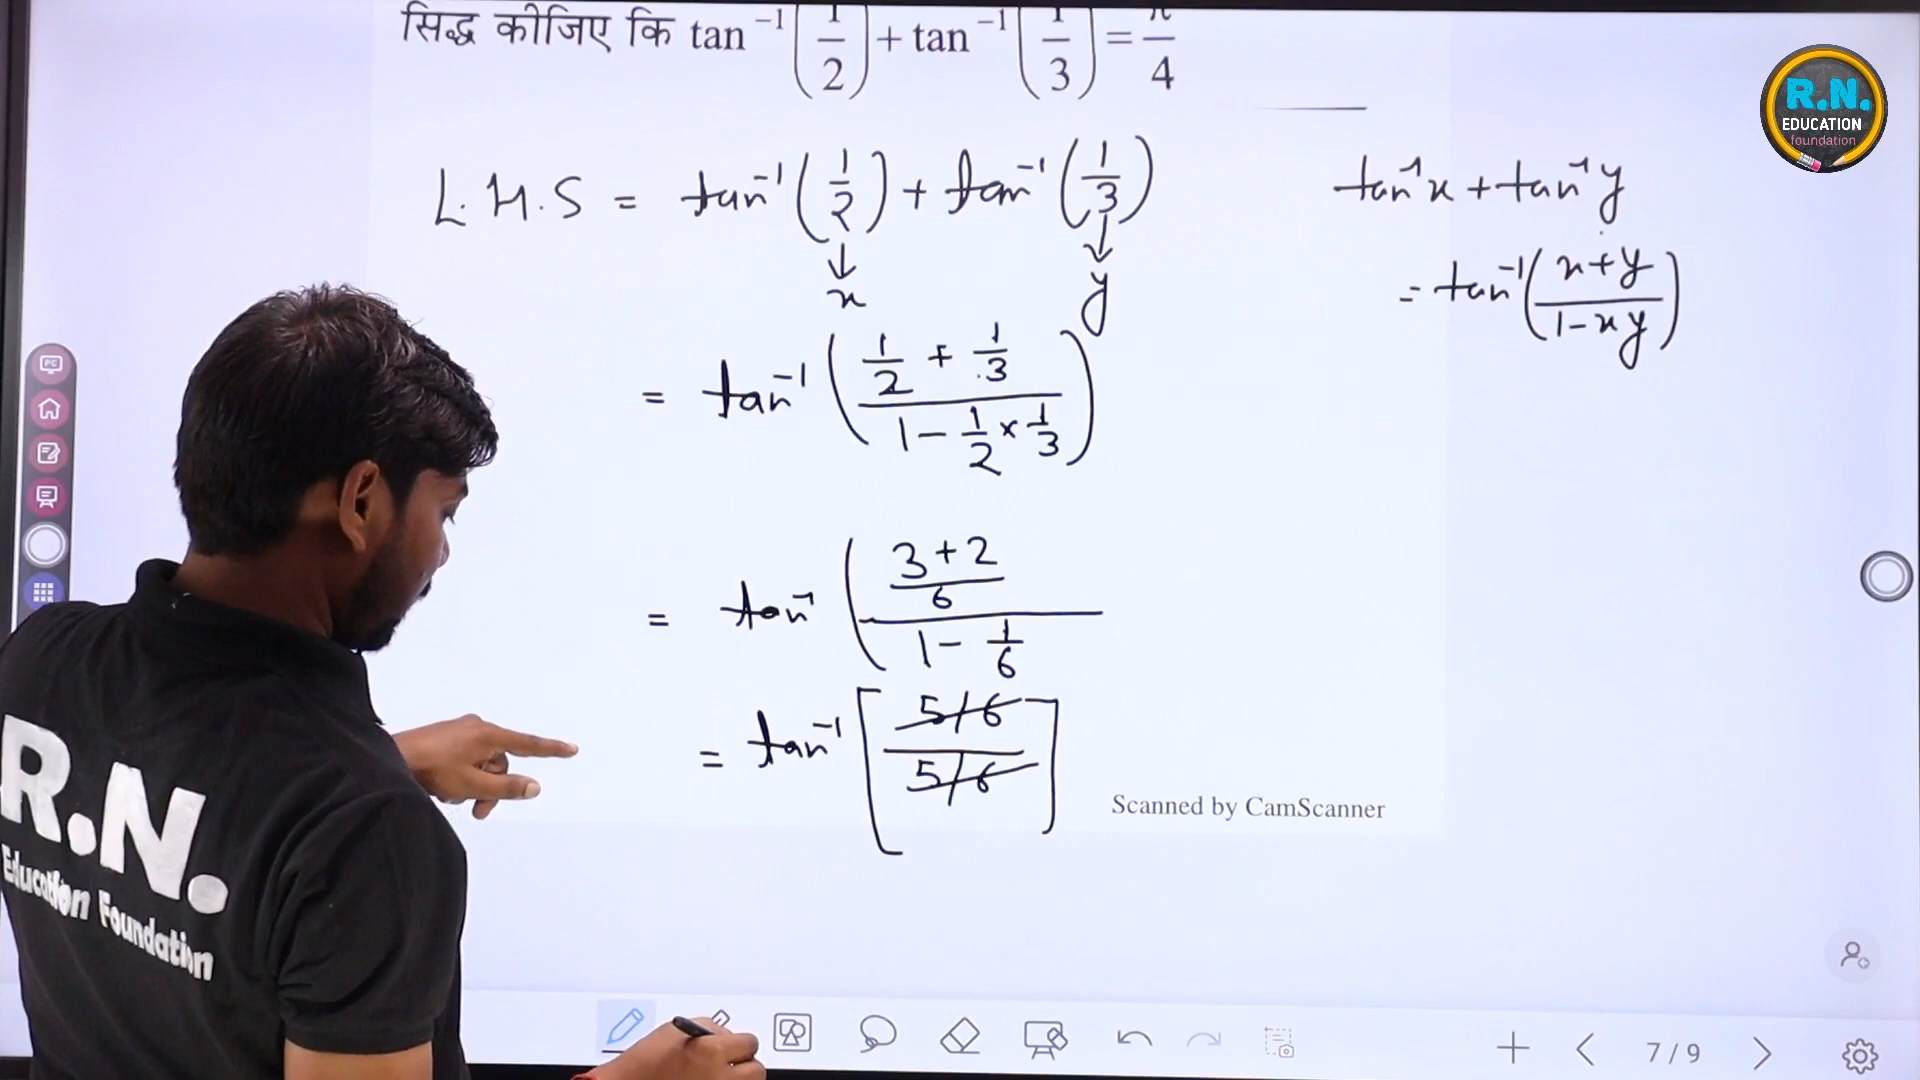 सिद्ध कीजिए कि tan⁻¹(1/2) + tan⁻¹(1/3) = π/4
L.H.S = tan⁻¹(1/2) + tan⁻¹(1/3)
↓ ↓
x y
= tan⁻¹((1/2 + 1/3)/(1 - 1/2 × 1/3))
= tan⁻¹(((3+2)/6)/(1 - 1/6)
= tan⁻¹[(5/6)/(5/6)]
tan⁻¹x + tan⁻¹y
= tan⁻¹((x+y)/(1-xy))
Scanned by CamScanner
R.N.
EDUCATION
foundation
R.N.
Education Foundation
PC
7/9